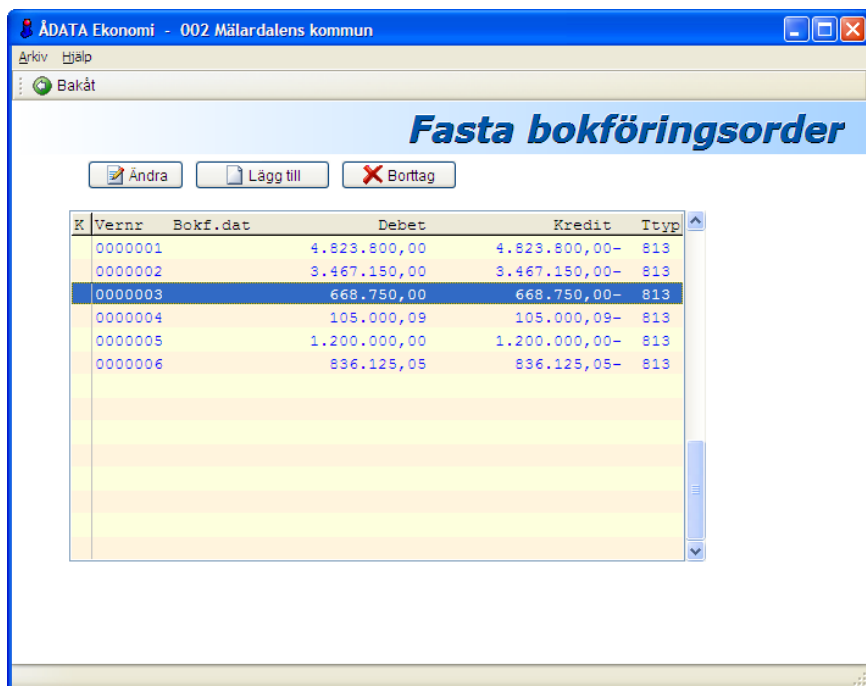 ÅDATA Ekonomi - 002 Mälardalens kommun
Arkiv Hjälp
Bakåt
Fasta bokföringsorder
Ändra Lägg till Borttag
K Vernr Bokf.dat Debet Kredit Ttyp
0000001 4.823.800,00 4.823.800,00- 813
0000002 3.467.150,00 3.467.150,00- 813
0000003 668.750,00 668.750,00- 813
0000004 105.000,09 105.000,09- 813
0000005 1.200.000,00 1.200.000,00- 813
0000006 836.125,05 836.125,05- 813